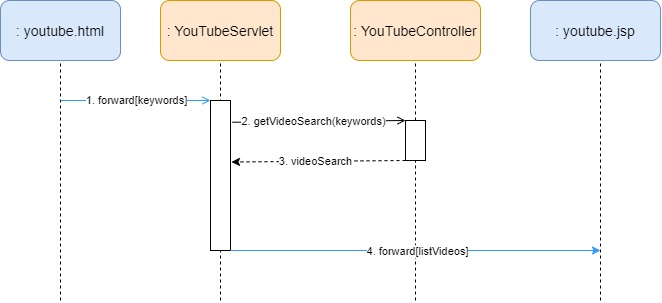 : youtube.html
: YouTubeServlet
: YouTubeController
: youtube.jsp
1. forward[keywords]
2. getVideoSearch(keywords)
3. videoSearch
4. forward[listVideos]